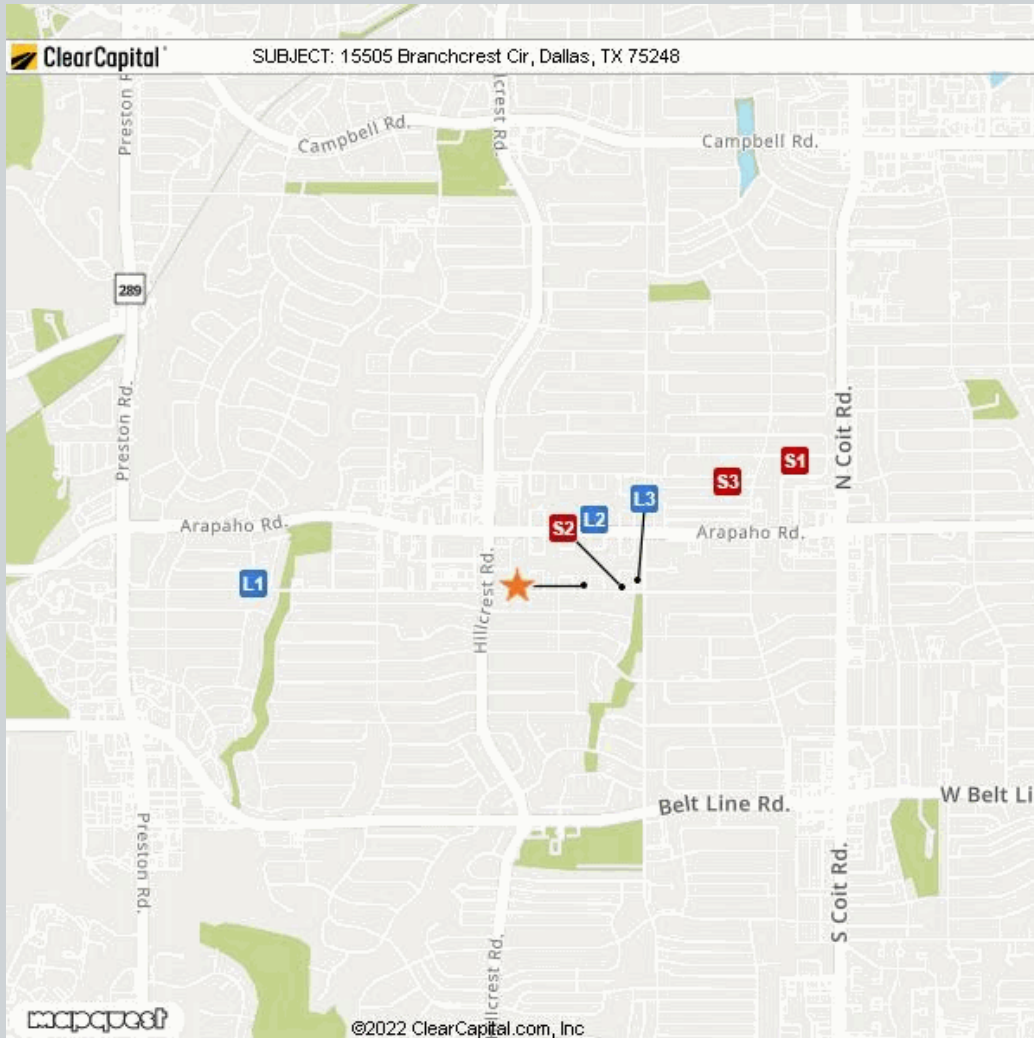 ClearCapital
SUBJECT: 15505 Branchcrest Cir, Dallas, TX 75248
Preston R
lcrest Rd.
Campbell Rd.
Campbell Rd.
289
Preston Rd.
N Coit Rd.
S1
S3
L3
L2
S2
Arapaho Rd.
Arapaho Rd.
L1
Hillcrest Rd.
Belt Line Rd.
W Belt Li
Preston Rd.
S Coit Rd.
llcrest Rd.
mapquest
©2022 ClearCapital.com, Inc